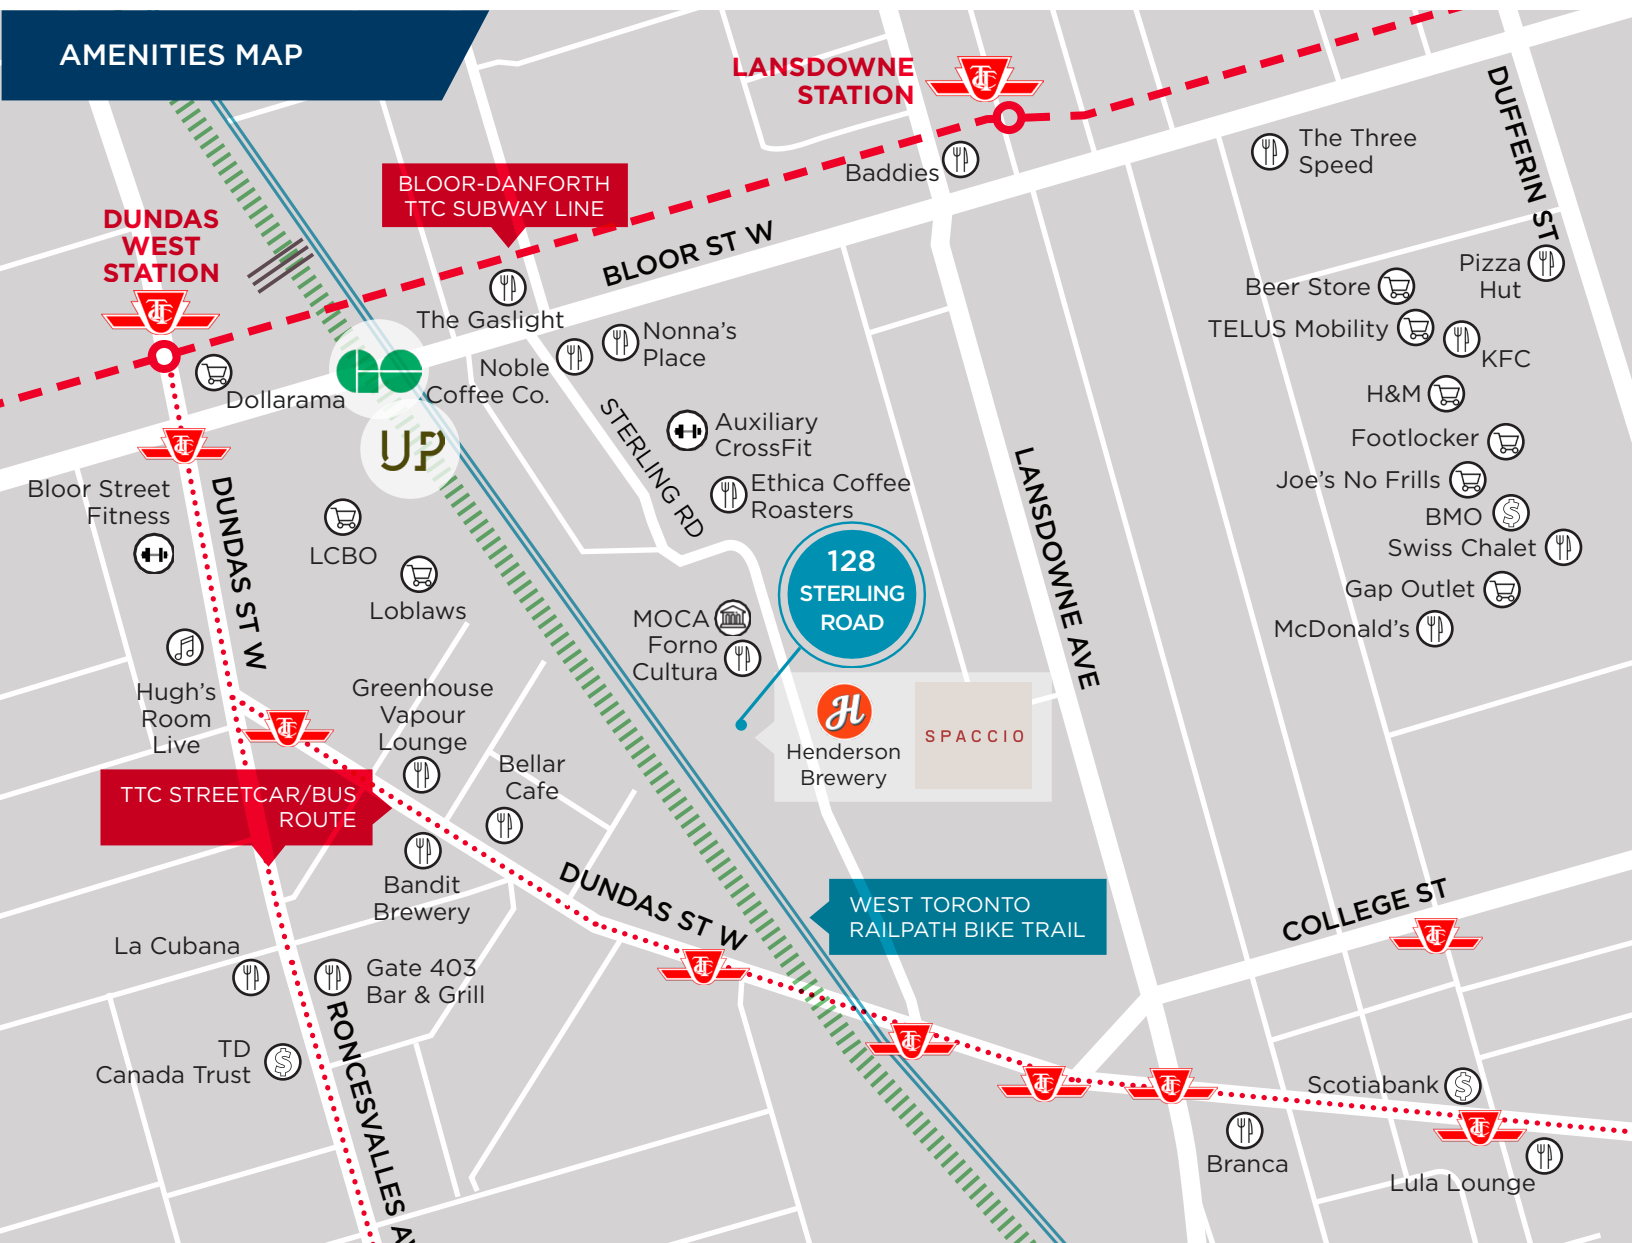 AMENITIES MAP
LANSDOWNE
STATION
DUFFERIN ST
The Three
Speed
Baddies
BLOOR-DANFORTH
TTC SUBWAY LINE
DUNDAS
WEST
STATION
BLOOR ST W
Pizza
Hut
Beer Store
TELUS Mobility
KFC
The Gaslight
Nonna's
Place
Noble
Coffee Co.
Dollarama
GO
UP
H&M
STERLING RD
Auxiliary
CrossFit
Footlocker
Ethica Coffee
Roasters
Joe's No Frills
BMO
Swiss Chalet
Bloor Street
Fitness
DUNDAS ST W
LCBO
Loblaws
LANSDOWNE AVE
128
STERLING
ROAD
Gap Outlet
McDonald's
MOCA
Forno
Cultura
Hugh's
Room
Live
Greenhouse
Vapour
Lounge
H
Henderson
Brewery
SPACCIO
Bellar
Cafe
TTC STREETCAR/BUS
ROUTE
Bandit
Brewery
DUNDAS ST W
WEST TORONTO
RAILPATH BIKE TRAIL
COLLEGE ST
La Cubana
Gate 403
Bar & Grill
TD
Canada Trust
RONCESVALLES AV
Scotiabank
Branca
Lula Lounge